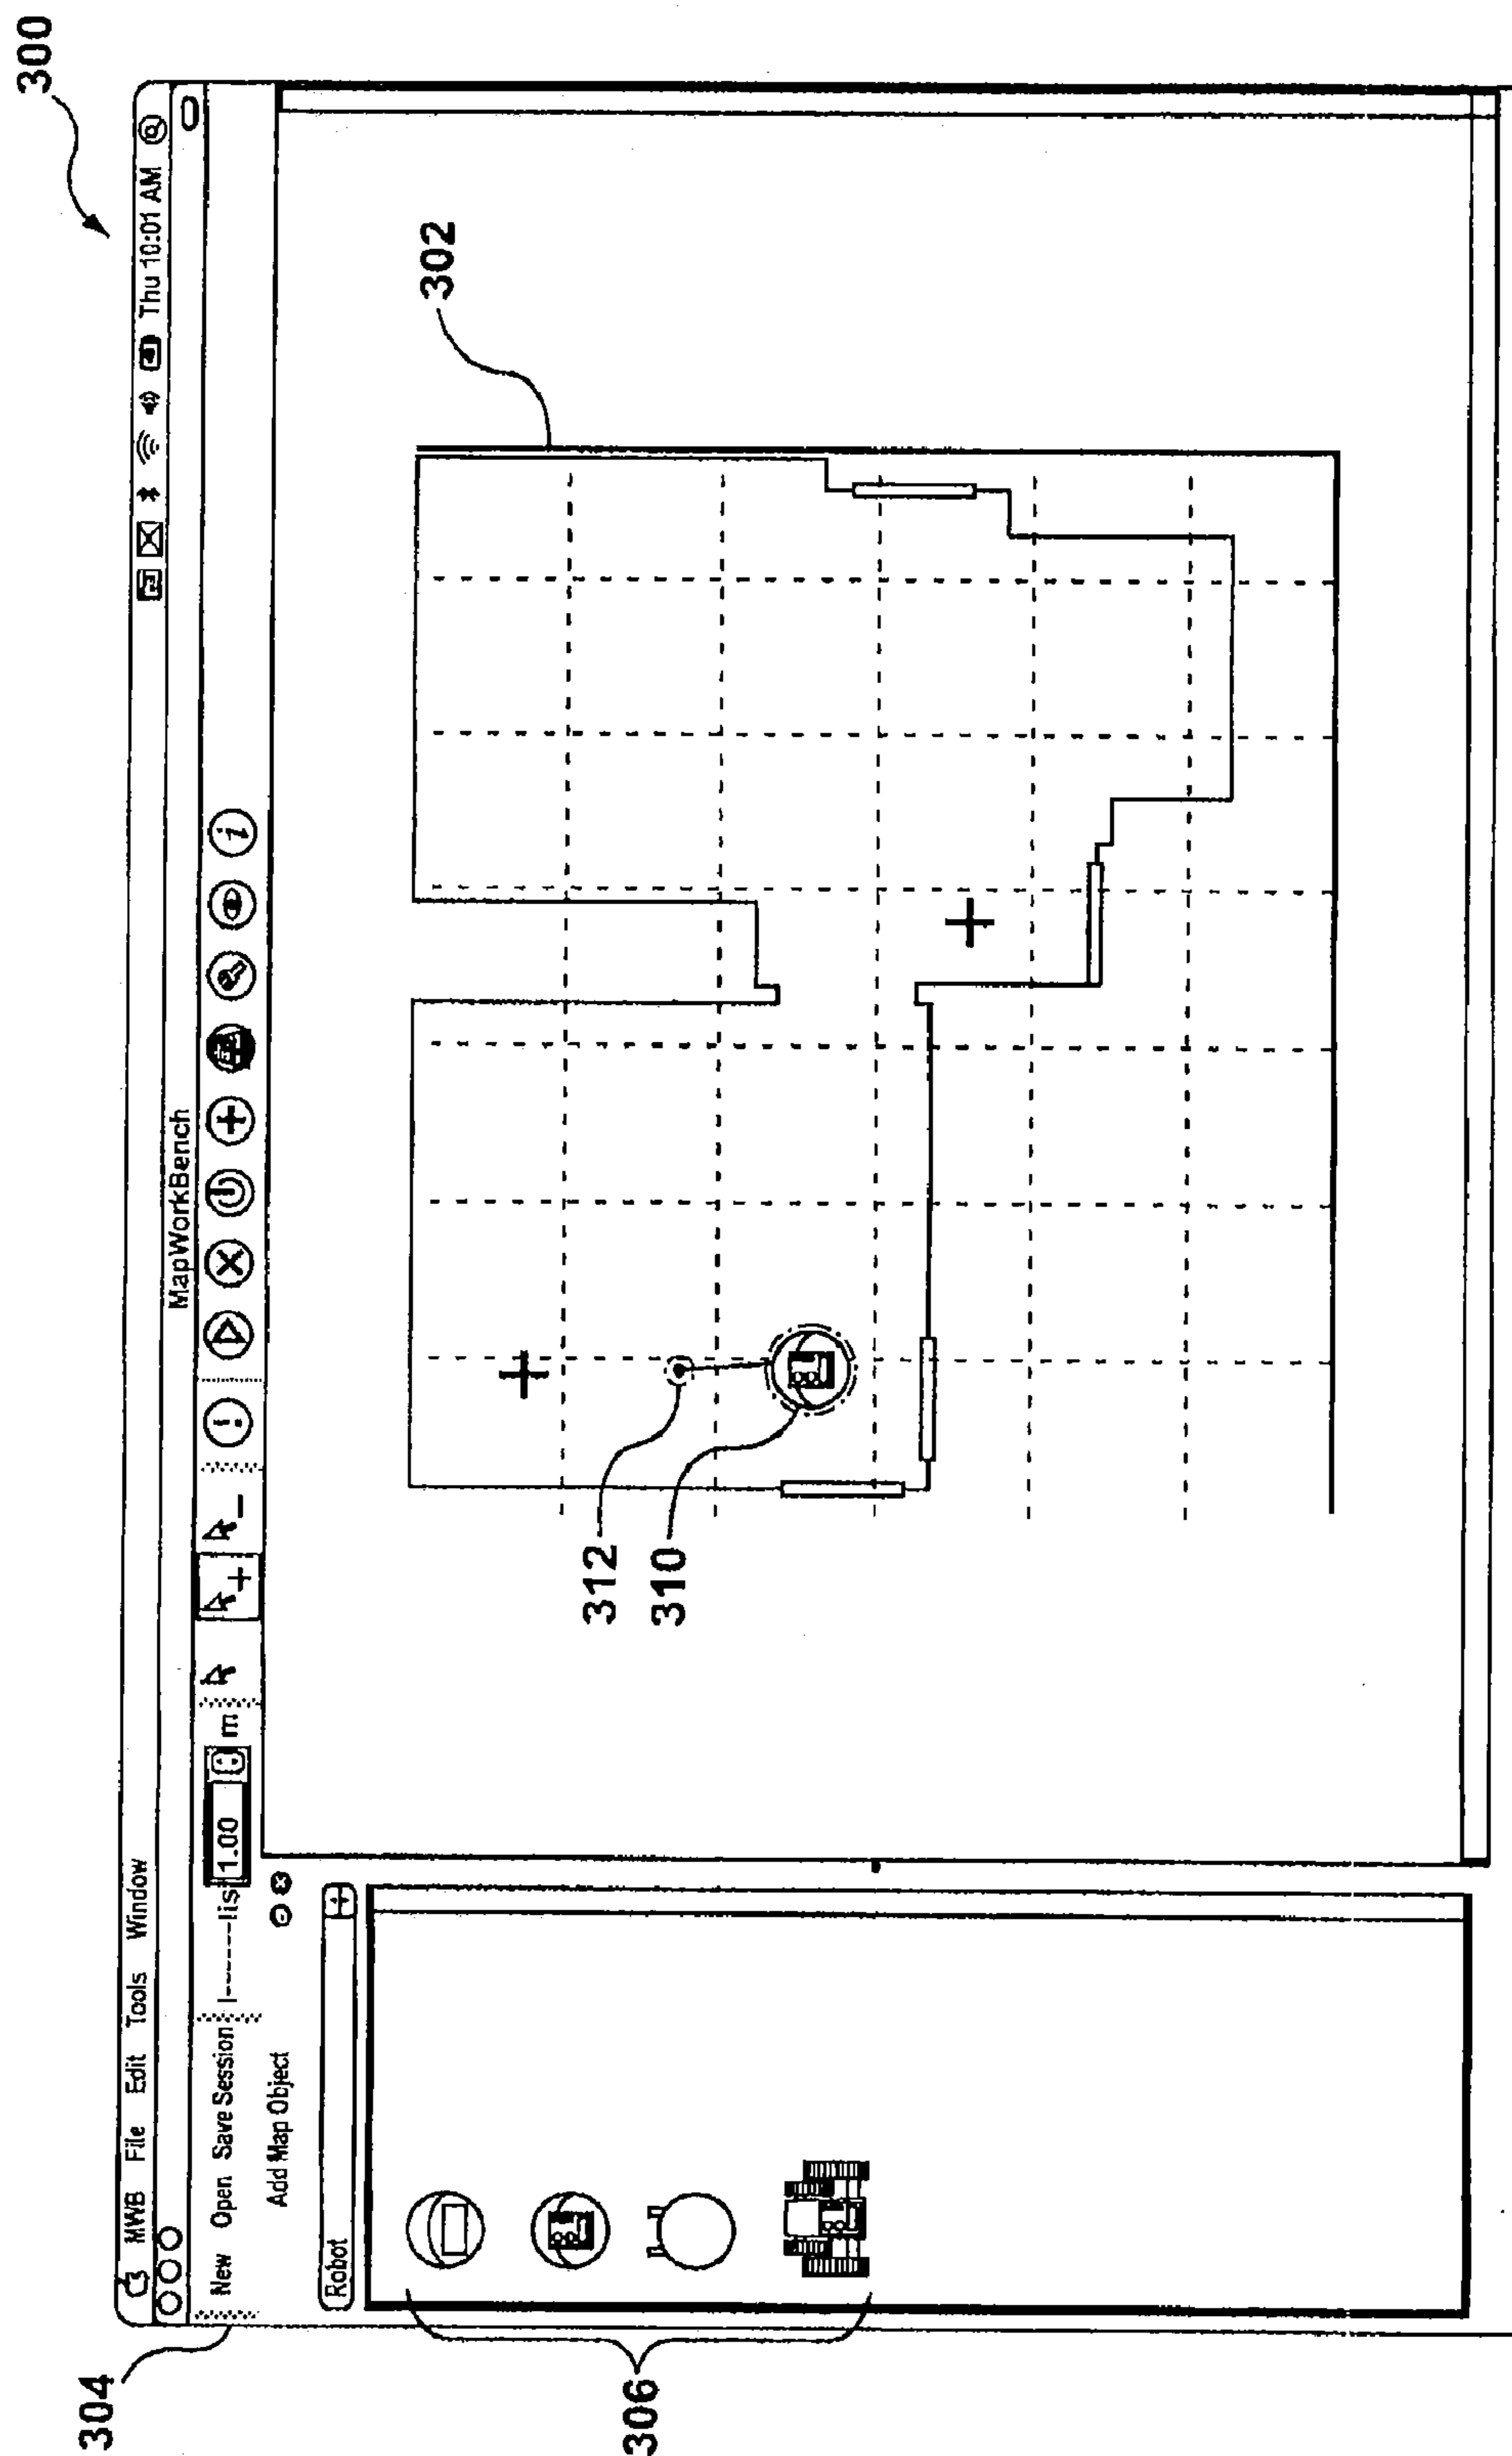 300
MWB File Edit Tools Window
Thu 10:01 AM
MapWorkBench
304
New Open Save Session |------lis 1.00 m
Add Map Object
Robot
302
306
312
310